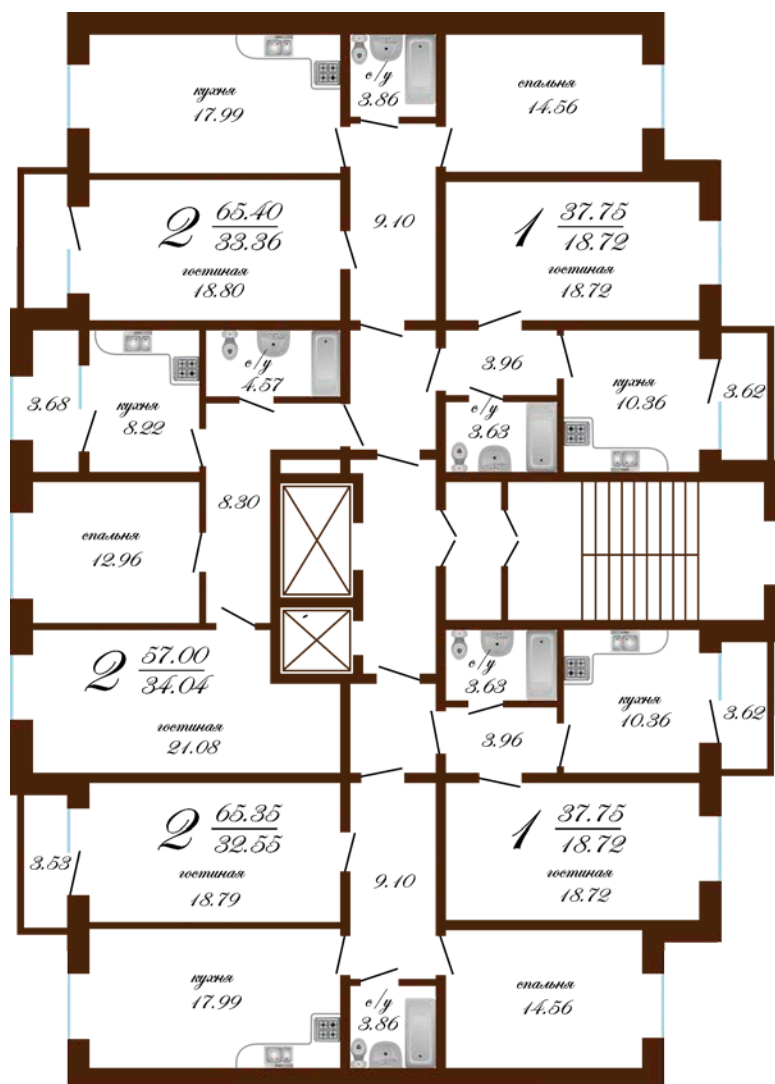 кухня
17.99
с/у
3.86
спальня
14.56
2 65.40
33.36
гостиная
18.80
9.10
1 37.75
18.72
гостиная
18.72
3.68
кухня
8.22
с/у
4.57
3.96
кухня
10.36
3.62
с/у
3.63
8.30
спальня
12.96
2 57.00
34.04
гостиная
21.08
с/у
3.63
кухня
10.36
3.62
3.96
2 65.35
32.55
гостиная
18.79
3.53
9.10
1 37.75
18.72
гостиная
18.72
кухня
17.99
с/у
3.86
спальня
14.56